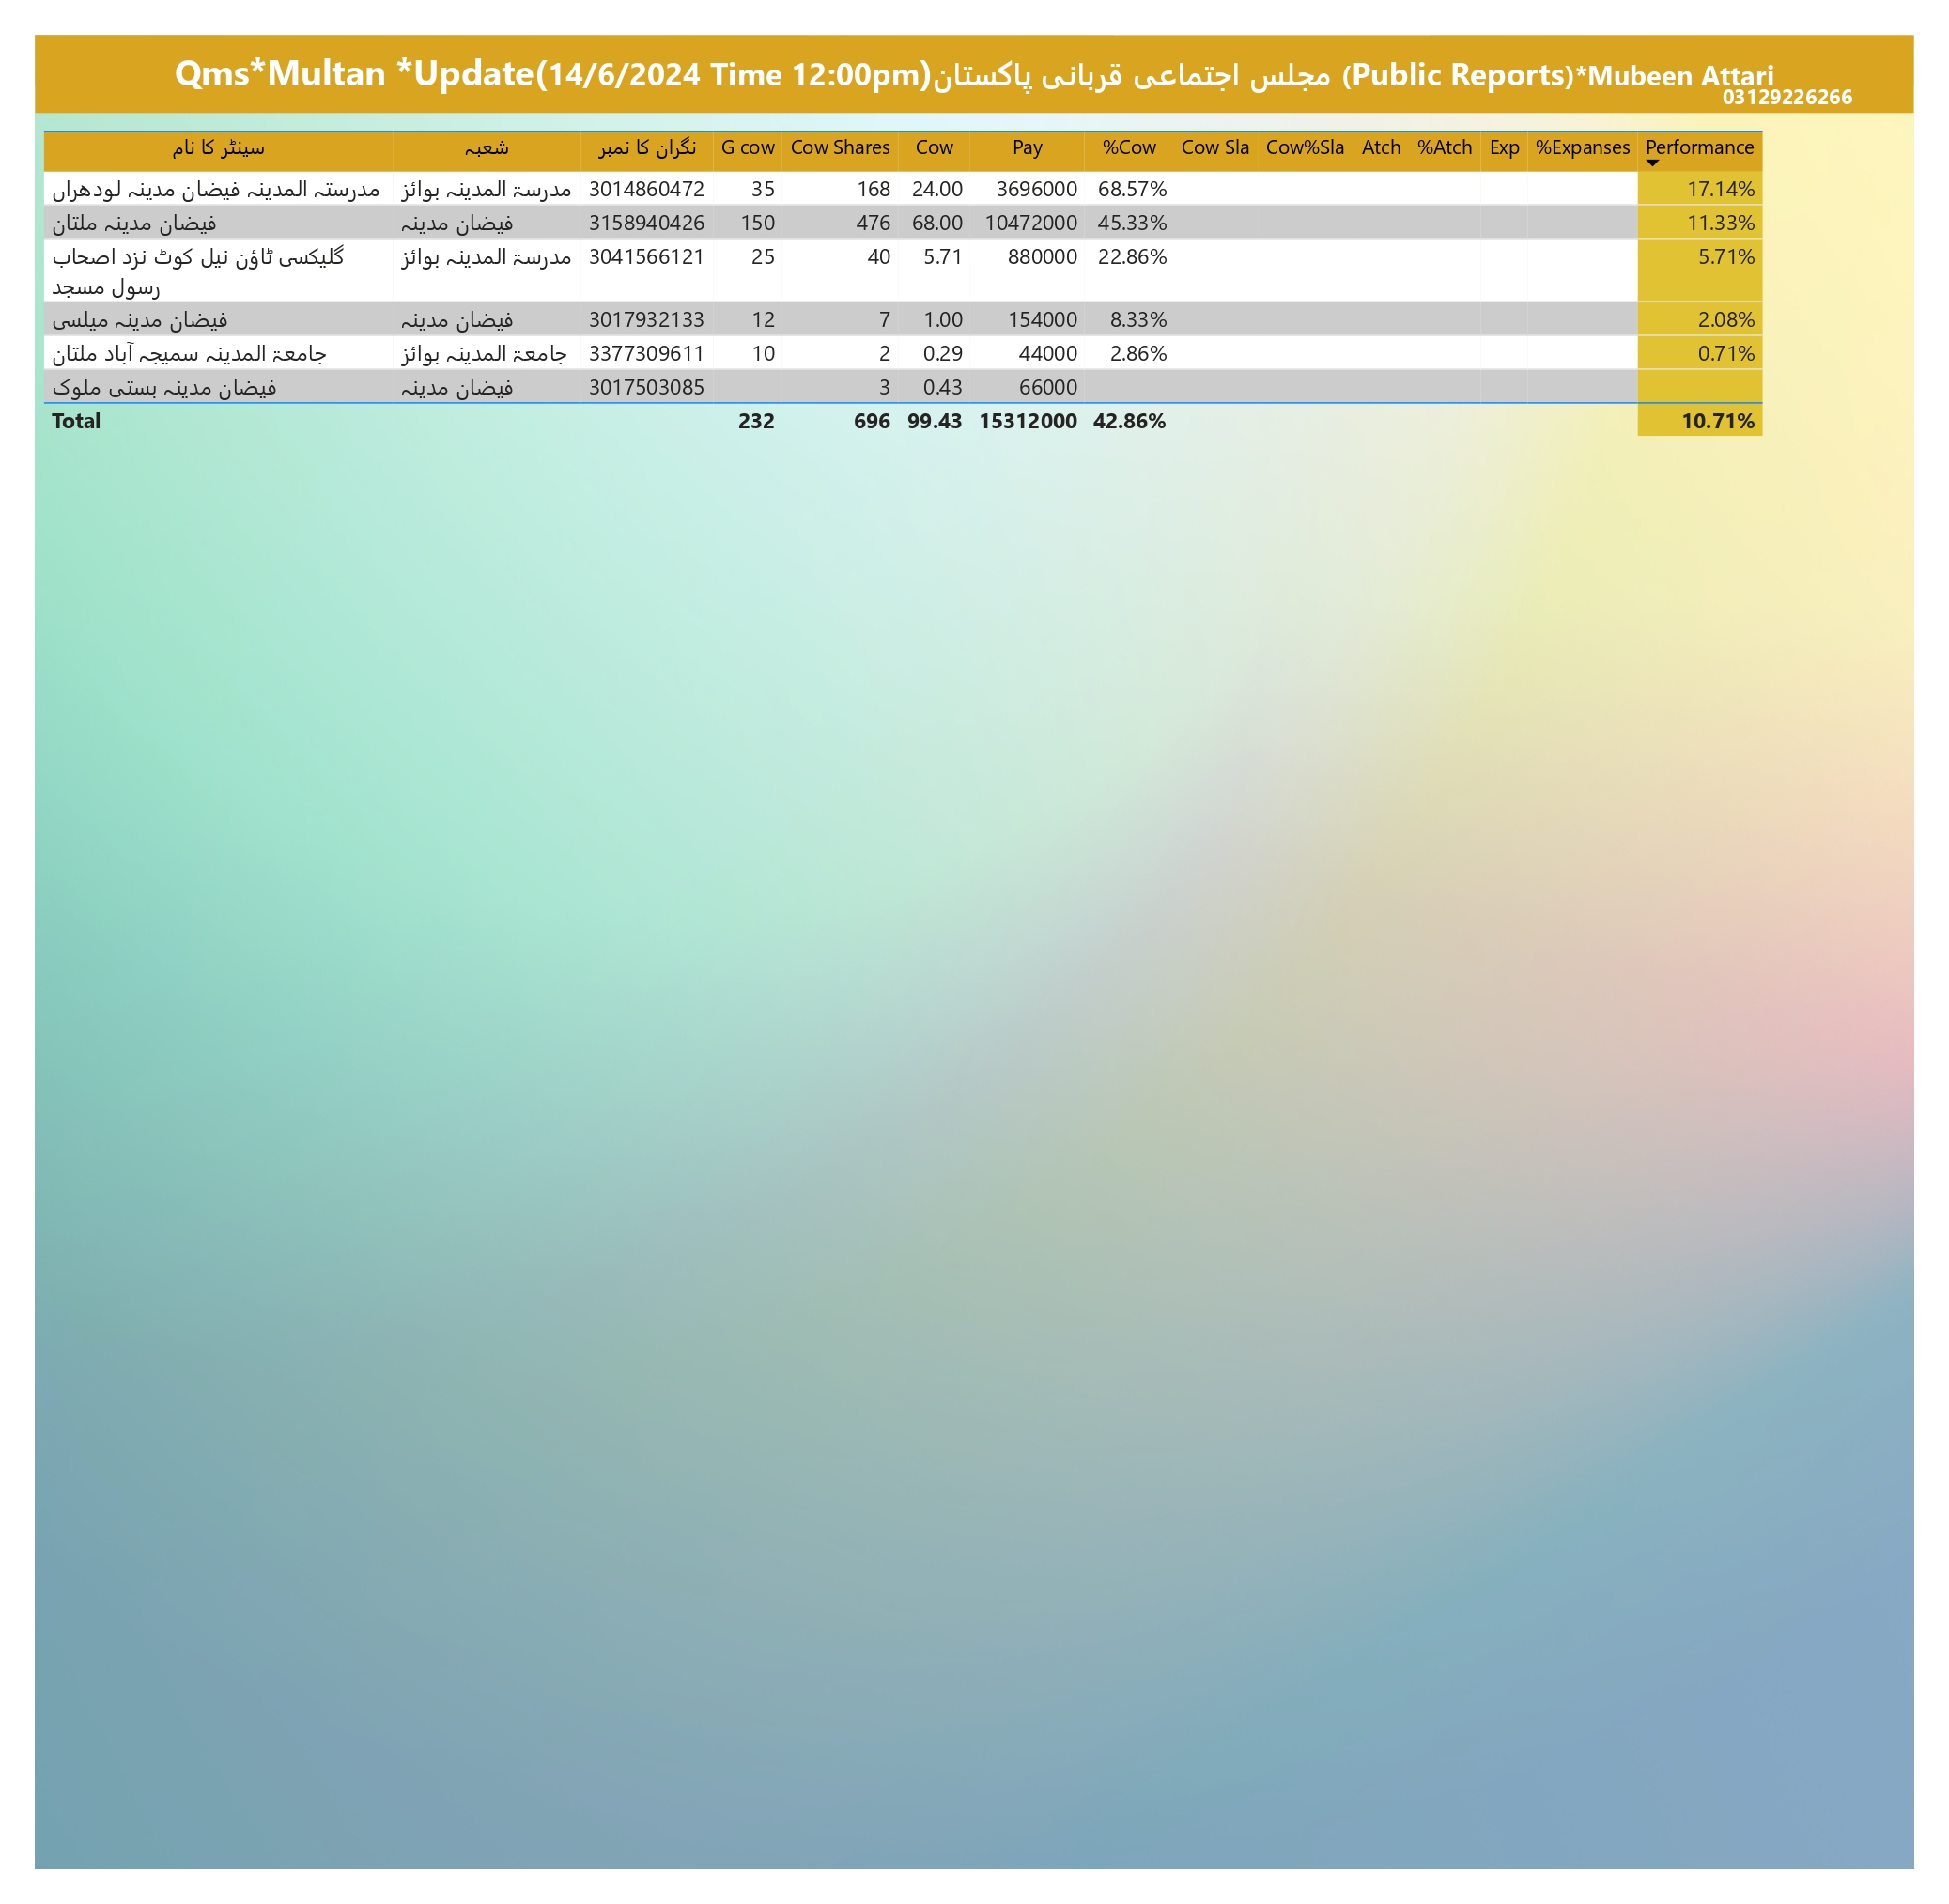 Qms*Multan *Update(14/6/2024 Time 12:00pm)مجلس اجتماعی قربانی پاکستان (Public Reports)*Mubeen Attari
03129226266
سینٹر کا نام شعبہ نگران کا نمبر G cow Cow Shares Cow Pay %Cow Cow Sla Cow%Sla Atch %Atch Exp %Expanses Performance
مدرستہ المدینہ فیضان مدینہ لودھراں مدرسۃ المدینہ بوائز 3014860472 35 168 24.00 3696000 68.57% 17.14%
فیضان مدینہ ملتان فیضان مدینہ 3158940426 150 476 68.00 10472000 45.33% 11.33%
گلیکسی ٹاؤن نیل کوٹ نزد اصحاب مدرسۃ المدینہ بوائز 3041566121 25 40 5.71 880000 22.86% 5.71%
رسول مسجد
فیضان مدینہ میلسی فیضان مدینہ 3017932133 12 7 1.00 154000 8.33% 2.08%
جامعۃ المدینہ سمیجہ آباد ملتان جامعۃ المدینہ بوائز 3377309611 10 2 0.29 44000 2.86% 0.71%
فیضان مدینہ بستی ملوک فیضان مدینہ 3017503085 3 0.43 66000
Total 232 696 99.43 15312000 42.86% 10.71%